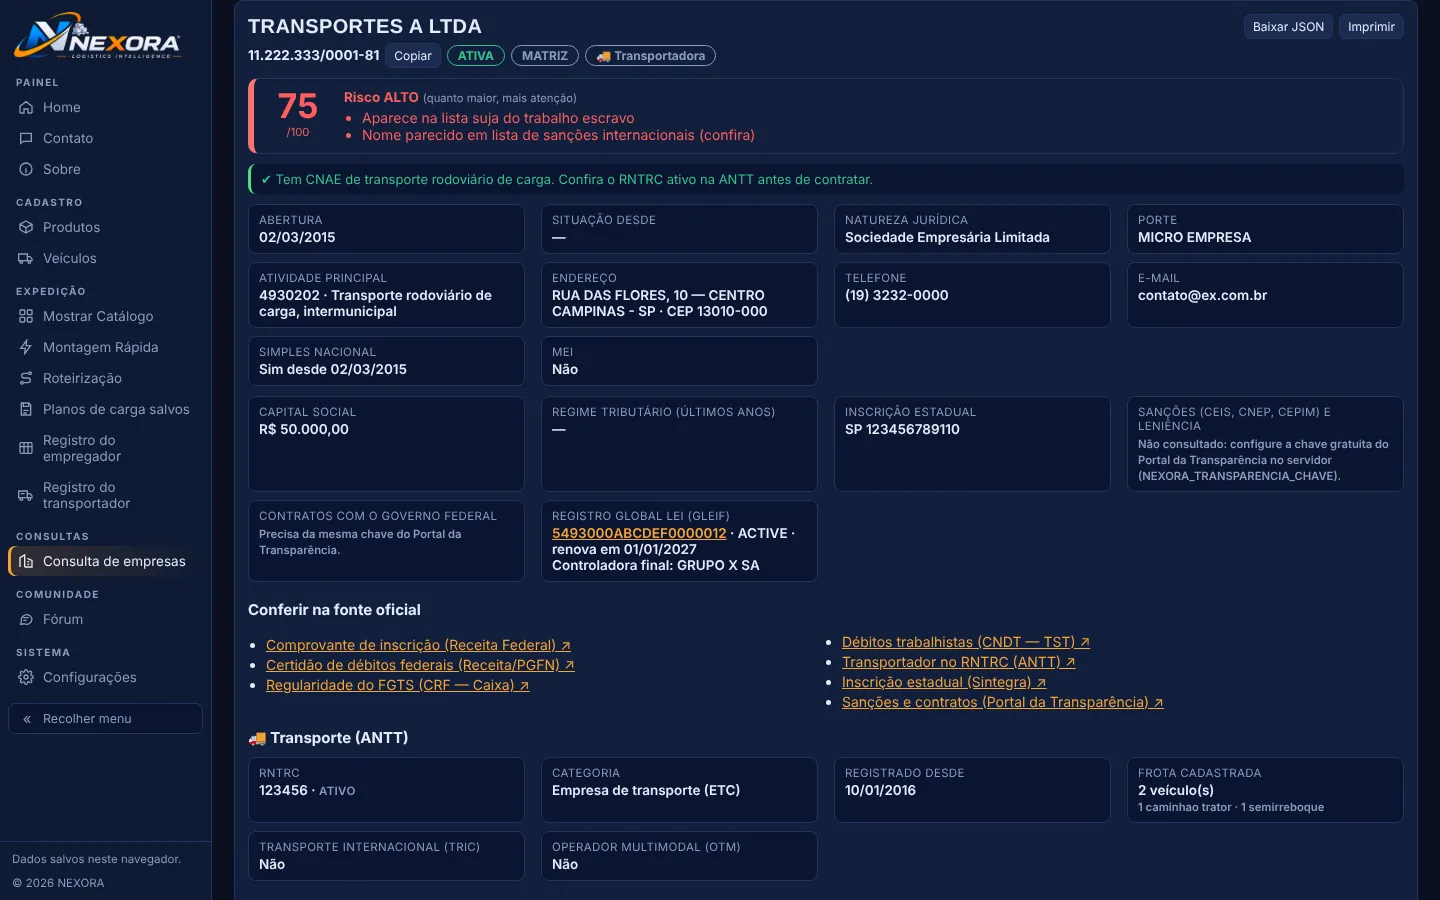 NEXORA
LOGISTICS INTELLIGENCE
PAINEL
Home
Contato
Sobre
CADASTRO
Produtos
Veículos
EXPEDIÇÃO
Mostrar Catálogo
Montagem Rápida
Roteirização
Planos de carga salvos
Registro do
empregador
Registro do
transportador
CONSULTAS
Consulta de empresas
COMUNIDADE
Fórum
SISTEMA
Configurações
« Recolher menu
Dados salvos neste navegador.
© 2026 NEXORA
TRANSPORTES A LTDA
Baixar JSON Imprimir
11.222.333/0001-81 Copiar ATIVA MATRIZ 🚚 Transportadora
75
/100
Risco ALTO (quanto maior, mais atenção)
• Aparece na lista suja do trabalho escravo
• Nome parecido em lista de sanções internacionais (confira)
✔ Tem CNAE de transporte rodoviário de carga. Confira o RNTRC ativo na ANTT antes de contratar.
ABERTURA
02/03/2015
SITUAÇÃO DESDE
—
NATUREZA JURÍDICA
Sociedade Empresária Limitada
PORTE
MICRO EMPRESA
ATIVIDADE PRINCIPAL
4930202 · Transporte rodoviário de
carga, intermunicipal
ENDEREÇO
RUA DAS FLORES, 10 — CENTRO
CAMPINAS - SP · CEP 13010-000
TELEFONE
(19) 3232-0000
E-MAIL
contato@ex.com.br
SIMPLES NACIONAL
Sim desde 02/03/2015
MEI
Não
CAPITAL SOCIAL
R$ 50.000,00
REGIME TRIBUTÁRIO (ÚLTIMOS ANOS)
—
INSCRIÇÃO ESTADUAL
SP 123456789110
SANÇÕES (CEIS, CNEP, CEPIM) E
LENIÊNCIA
Não consultado: configure a chave gratuita do
Portal da Transparência no servidor
(NEXORA_TRANSPARENCIA_CHAVE).
CONTRATOS COM O GOVERNO FEDERAL
Precisa da mesma chave do Portal da
Transparência.
REGISTRO GLOBAL LEI (GLEIF)
5493000ABCDEF0000012 · ACTIVE ·
renova em 01/01/2027
Controladora final: GRUPO X SA
Conferir na fonte oficial
• Comprovante de inscrição (Receita Federal) ↗
• Certidão de débitos federais (Receita/PGFN) ↗
• Regularidade do FGTS (CRF — Caixa) ↗
• Débitos trabalhistas (CNDT — TST) ↗
• Transportador no RNTRC (ANTT) ↗
• Inscrição estadual (Sintegra) ↗
• Sanções e contratos (Portal da Transparência) ↗
🚚 Transporte (ANTT)
RNTRC
123456 · ATIVO
CATEGORIA
Empresa de transporte (ETC)
REGISTRADO DESDE
10/01/2016
FROTA CADASTRADA
2 veículo(s)
1 caminhao trator · 1 semirreboque
TRANSPORTE INTERNACIONAL (TRIC)
Não
OPERADOR MULTIMODAL (OTM)
Não